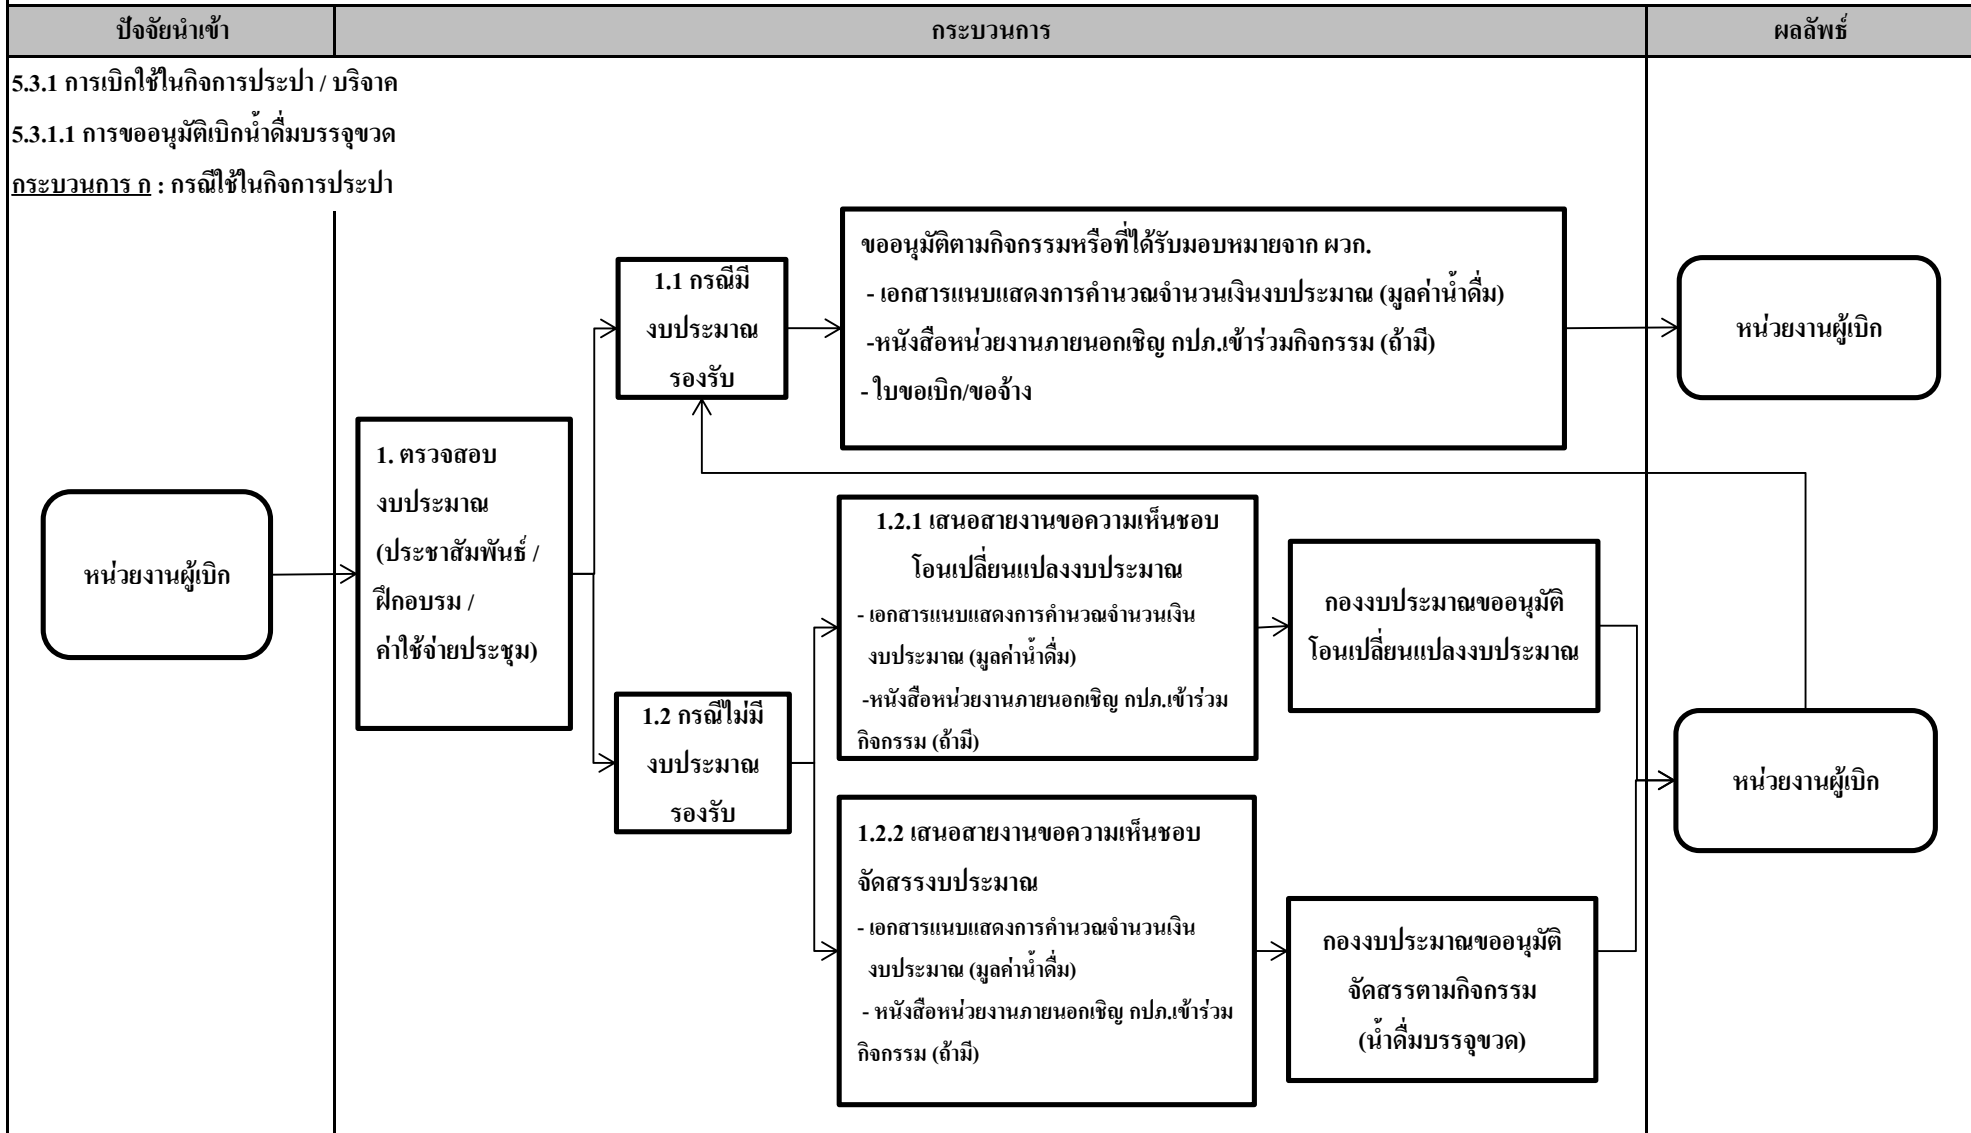 ปัจจัยนำเข้า
กระบวนการ
ผลลัพธ์
5.3.1 การเบิกใช้ในกิจการประปา / บริจาค
5.3.1.1 การขออนุมัติเบิกน้ำดื่มบรรจุขวด
กระบวนการ ก : กรณีใช้ในกิจการประปา
หน่วยงานผู้เบิก
1. ตรวจสอบ
งบประมาณ
(ประชาสัมพันธ์ /
ฝึกอบรม /
ค่าใช้จ่ายประชุม)
1.1 กรณีมี
งบประมาณ
รองรับ
ขออนุมัติตามกิจกรรมหรือที่ได้รับมอบหมายจาก ผวก.
- เอกสารแนบแสดงการคำนวณจำนวนเงินงบประมาณ (มูลค่าน้ำดื่ม)
-หนังสือหน่วยงานภายนอกเชิญ กปภ.เข้าร่วมกิจกรรม (ถ้ามี)
- ใบขอเบิก/ขอจ้าง
หน่วยงานผู้เบิก
1.2 กรณีไม่มี
งบประมาณ
รองรับ
1.2.1 เสนอสายงานขอความเห็นชอบ
โอนเปลี่ยนแปลงงบประมาณ
- เอกสารแนบแสดงการคำนวณจำนวนเงิน
งบประมาณ (มูลค่าน้ำดื่ม)
-หนังสือหน่วยงานภายนอกเชิญ กปภ.เข้าร่วม
กิจกรรม (ถ้ามี)
กองงบประมาณขออนุมัติ
โอนเปลี่ยนแปลงงบประมาณ
1.2.2 เสนอสายงานขอความเห็นชอบ
จัดสรรงบประมาณ
- เอกสารแนบแสดงการคำนวณจำนวนเงิน
งบประมาณ (มูลค่าน้ำดื่ม)
- หนังสือหน่วยงานภายนอกเชิญ กปภ.เข้าร่วม
กิจกรรม (ถ้ามี)
กองงบประมาณขออนุมัติ
จัดสรรตามกิจกรรม
(น้ำดื่มบรรจุขวด)
หน่วยงานผู้เบิก